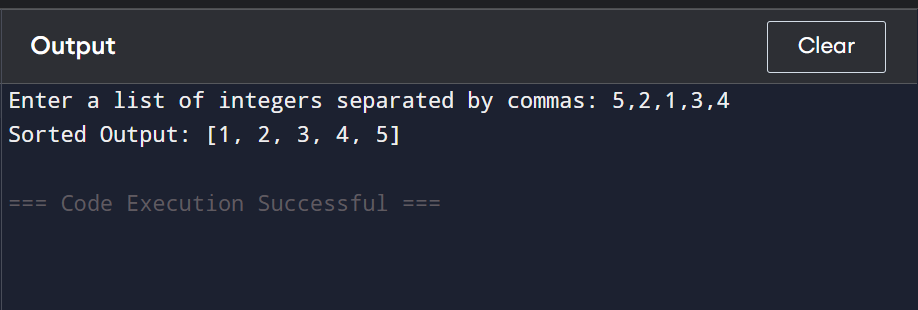 Output
Clear
Enter a list of integers separated by commas: 5,2,1,3,4
Sorted Output: [1, 2, 3, 4, 5]
=== Code Execution Successful ===